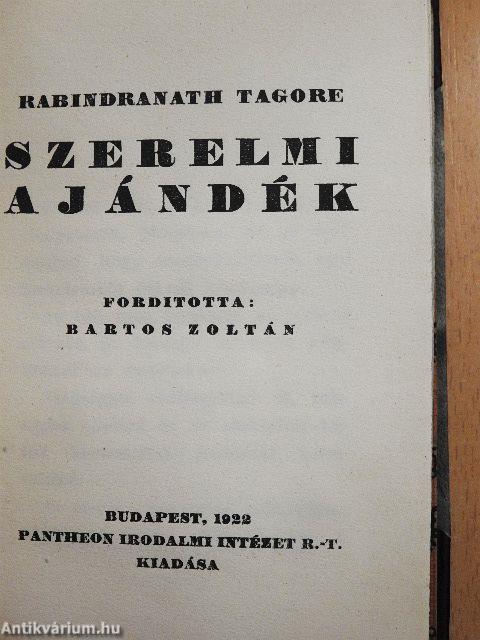 RABINDRANATH TAGORE
SZERELMI
AJÁNDÉK
FORDITOTTA:
BARTOS ZOLTÁN
BUDAPEST, 1922
PANTHEON IRODALMI INTÉZET R.-T.
KIADÁSA
Antikvárium.hu